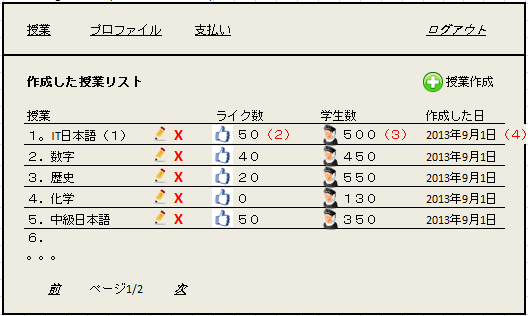 授業 プロファイル 支払い ログアウト
作成した授業リスト 授業作成
授業 ライク数 学生数 作成した日
１。IT日本語（１） X ５０（２） ５００（３） 2013年9月1日（４）
２．数字 X ４０ ４５０ 2013年9月1日
３．歴史 X ２０ ５５０ 2013年9月1日
４．化学 X ０ １３０ 2013年9月1日
５．中級日本語 X ５０ ３５０ 2013年9月1日
６．
。。。
前 ページ1/2 次